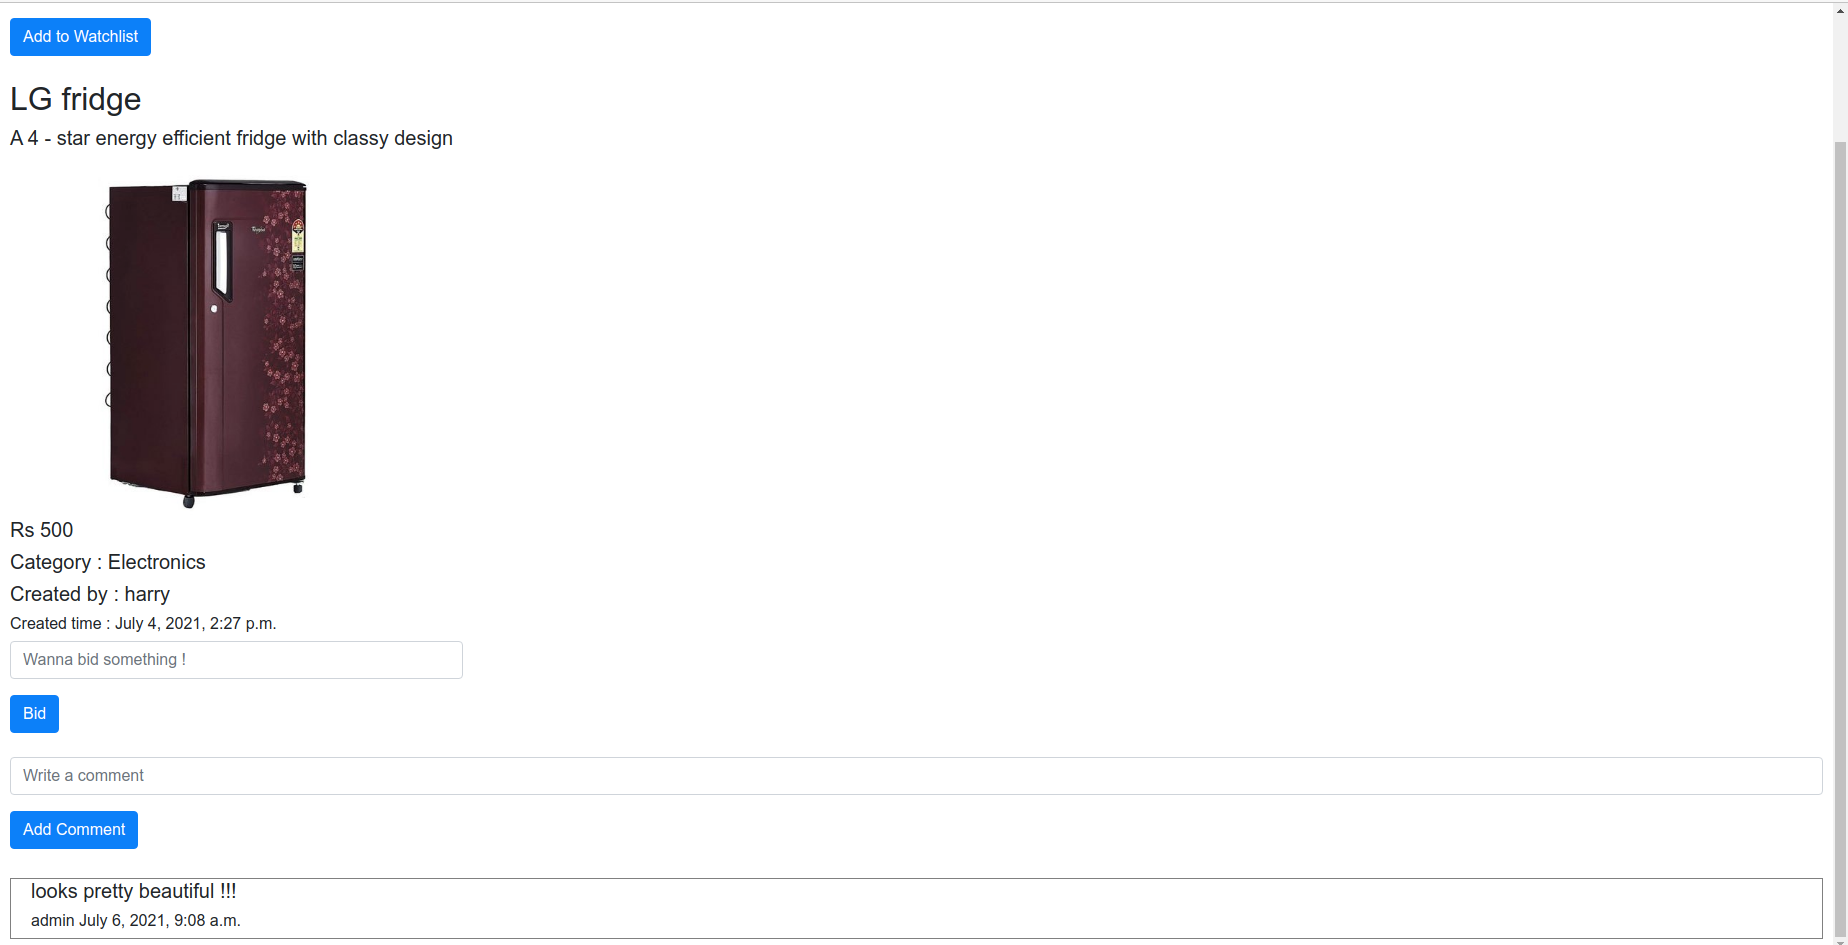 Add to Watchlist
LG fridge
A 4 - star energy efficient fridge with classy design
Rs 500
Category : Electronics
Created by : harry
Created time : July 4, 2021, 2:27 p.m.
Wanna bid something !
Bid
Write a comment
Add Comment
looks pretty beautiful !!!
admin July 6, 2021, 9:08 a.m.